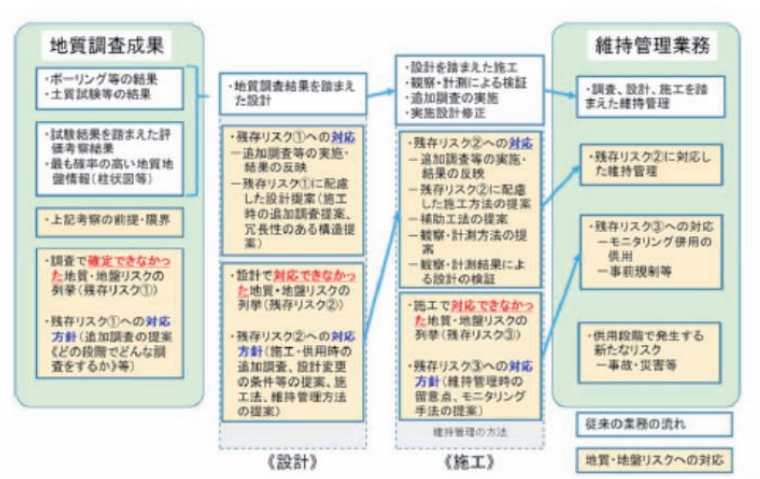 地質調査成果
・ボーリング等の結果
・土質試験等の結果
・試験結果を踏まえた評
価考察結果
・最も確率の高い地質地
盤情報(柱状図等)
・上記考察の前提・限界
・調査で確定できなかっ
た地質・地盤リスクの
列挙(残存リスク①)
・残存リスク①への対応
方針(追加調査の提案
《どの段階でどんな調
査をするか》等)
・地質調査結果を踏まえ
た設計
・残存リスク①への対応
―追加調査等の実施・
結果の反映
―残存リスク①に配慮
した設計提案(施工
時の追加調査提案、
冗長性のある構造提
案)
・設計で対応できなかっ
た地質・地盤リスクの
列挙(残存リスク②)
・残存リスク②への対応
方針(施工・供用時の
追加調査、設計変更
の条件等の提案、施
工法、維持管理方法
の提案)
《設計》
・設計を踏まえた施工
・観察・計測による検証
・追加調査の実施
・実施設計修正
・残存リスク②への対応
―追加調査等の実施・
結果の反映
―残存リスク②に配慮
した施工方法の提案
―補助工法の提案
―観察・計測方法の提
案
―観察・計測結果によ
る設計の検証
・施工で対応できなかっ
た地質・地盤リスクの
列挙(残存リスク③)
・残存リスク③への対応
方針(維持管理時の
留意点、モニタリング
手法の提案)
維持管理の方法
《施工》
維持管理業務
・調査、設計、施工を踏
まえた維持管理
・残存リスク②に対応し
た維持管理
・残存リスク③への対応
―モニタリング併用の
供用
―事前規制等
・供用段階で発生する
新たなリスク
―事故・災害等
従来の業務の流れ
地質・地盤リスクへの対応